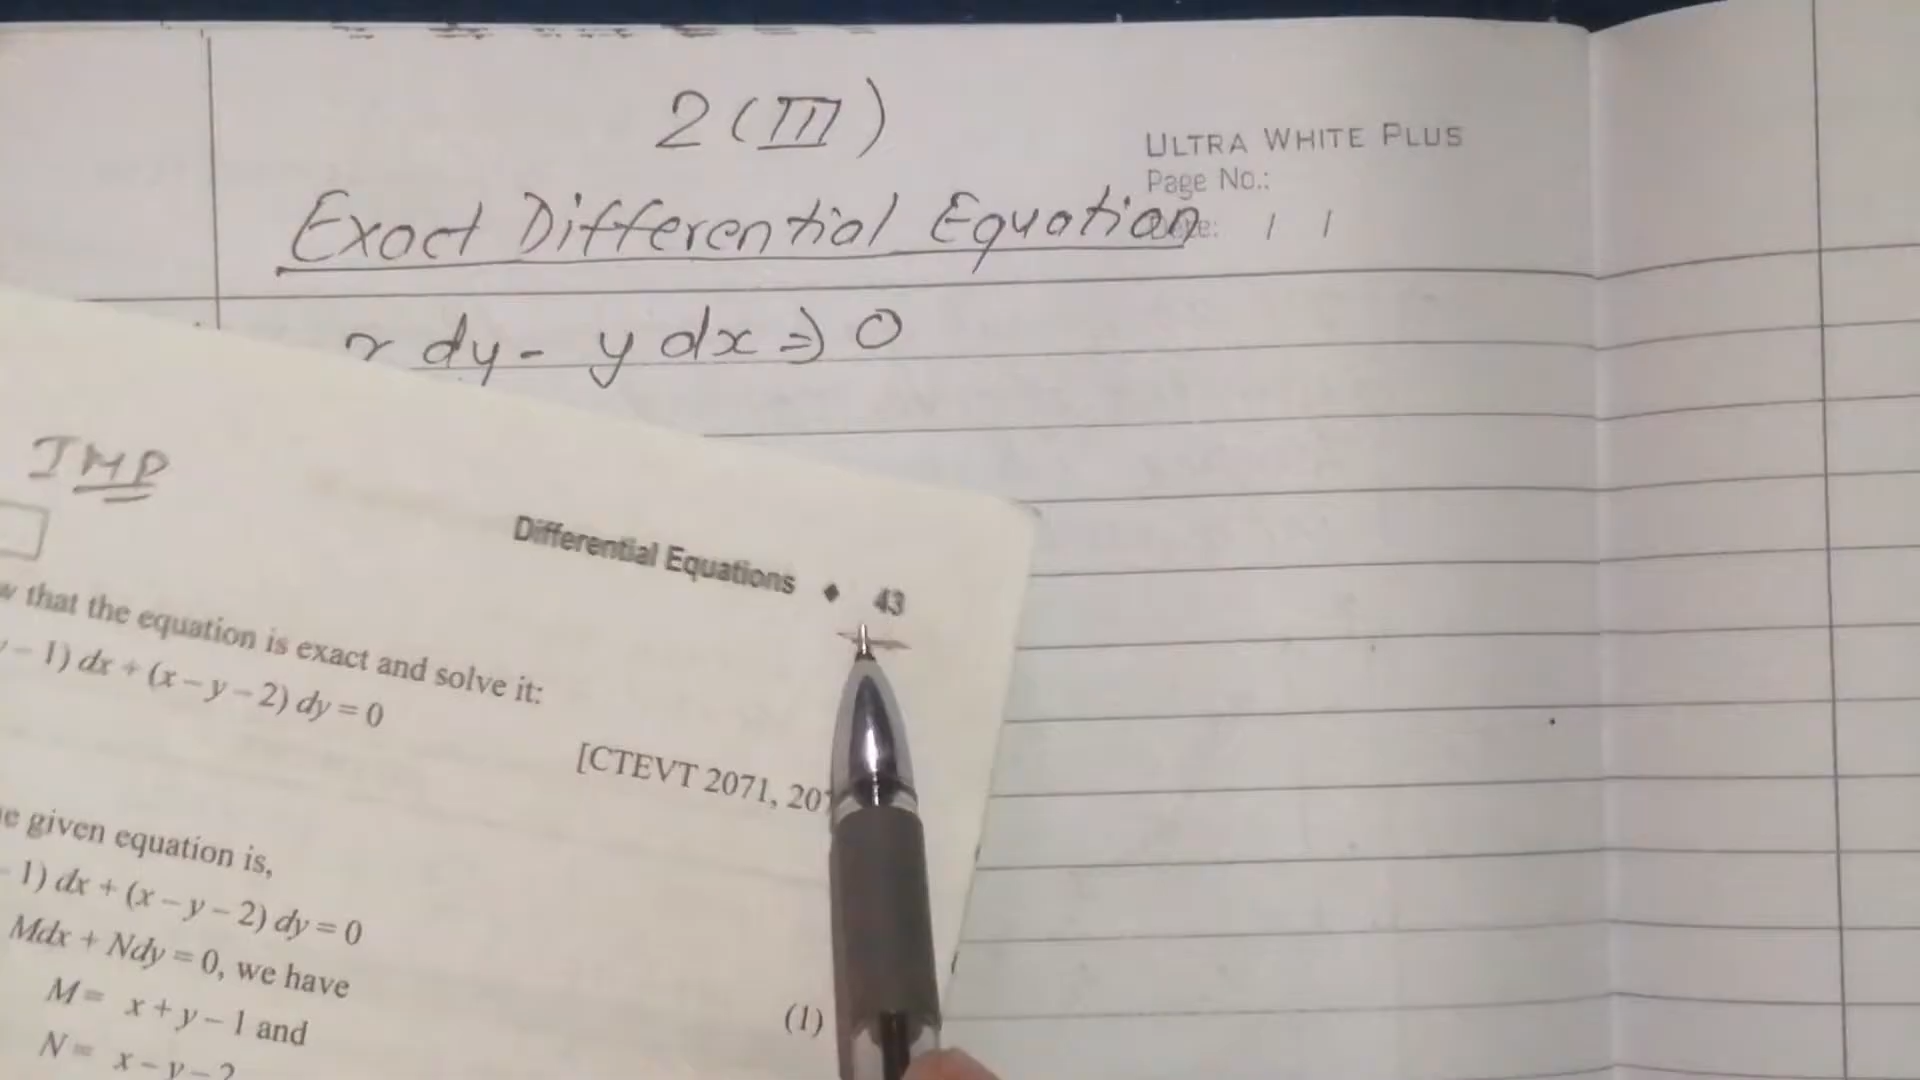 2 (III)
ULTRA WHITE PLUS
Page No.:
Exact Differential Equation
/ /
x dy - y dx ⇒ 0
IMP
Differential Equations ♦ 43
that the equation is exact and solve it:
- 1) dx + (x - y - 2) dy = 0
[CTEVT 2071,
given equation is,
1) dx + (x - y - 2) dy = 0
Mdx + Ndy = 0, we have
M = x + y - 1 and
(1)
N = x - y - 2